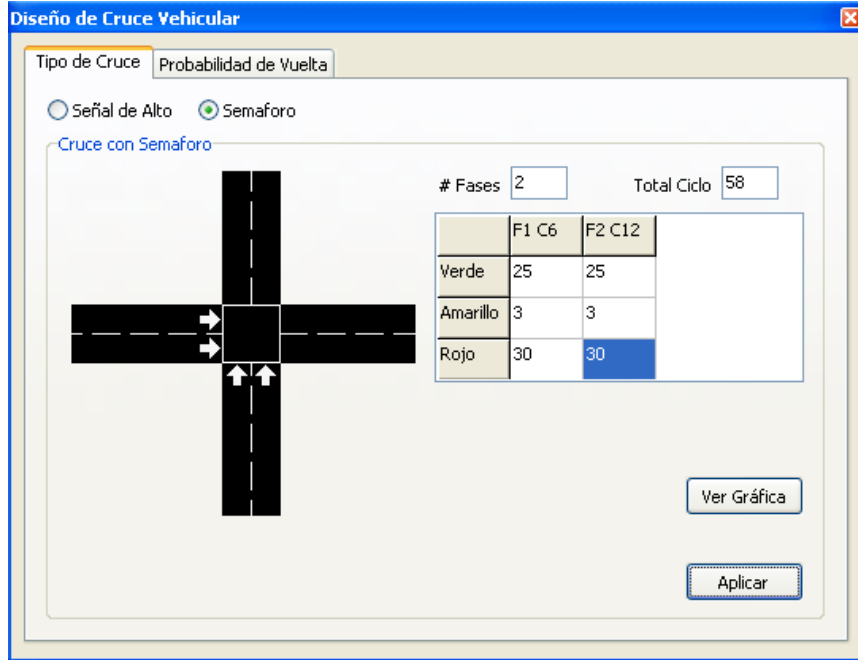 Diseño de Cruce Vehicular
Tipo de Cruce Probabilidad de Vuelta
Señal de Alto Semaforo
Cruce con Semaforo
# Fases 2 Total Ciclo 58
F1 C6 F2 C12
Verde 25 25
Amarillo 3 3
Rojo 30 30
Ver Gráfica
Aplicar